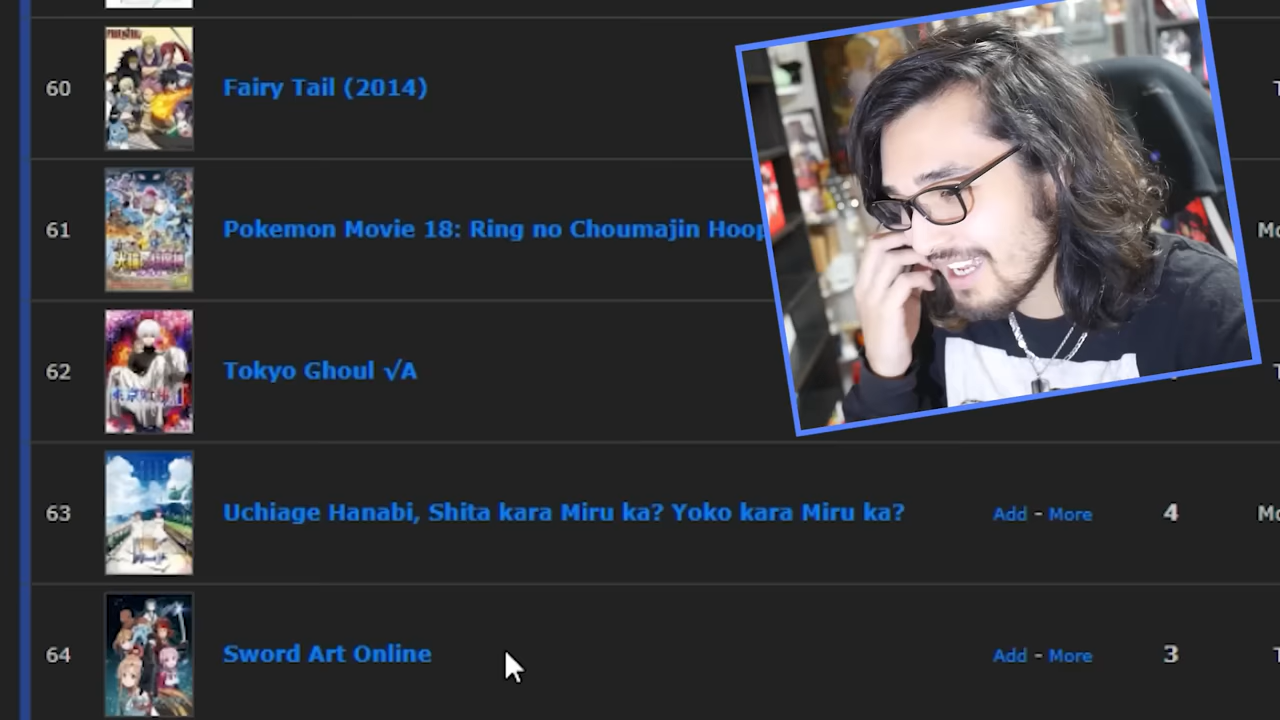 60 Fairy Tail (2014)
61 Pokemon Movie 18: Ring no Choumajin Hoop
62 Tokyo Ghoul √A
63 Uchiage Hanabi, Shita kara Miru ka? Yoko kara Miru ka? Add - More 4
64 Sword Art Online Add - More 3